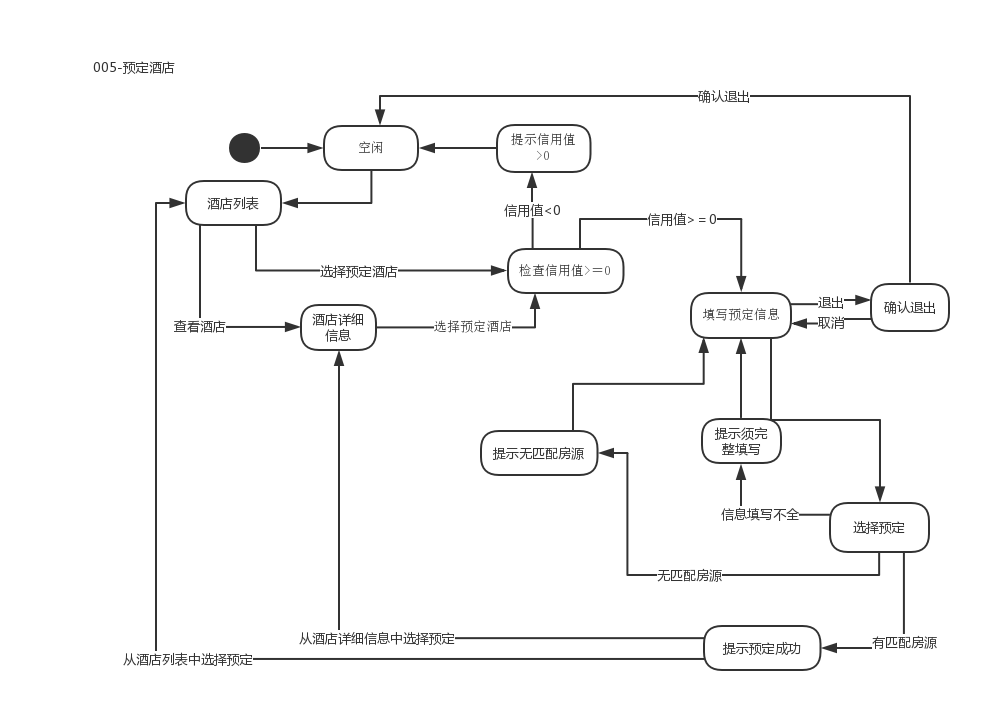 005-预定酒店
确认退出
空闲
提示信用值
>0
酒店列表
信用值<0
信用值>=0
选择预定酒店
检查信用值>=0
查看酒店
酒店详细
信息
选择预定酒店
填写预定信息
退出
取消
确认退出
提示无匹配房源
提示须完
整填写
信息填写不全
选择预定
无匹配房源
从酒店详细信息中选择预定
有匹配房源
提示预定成功
从酒店列表中选择预定